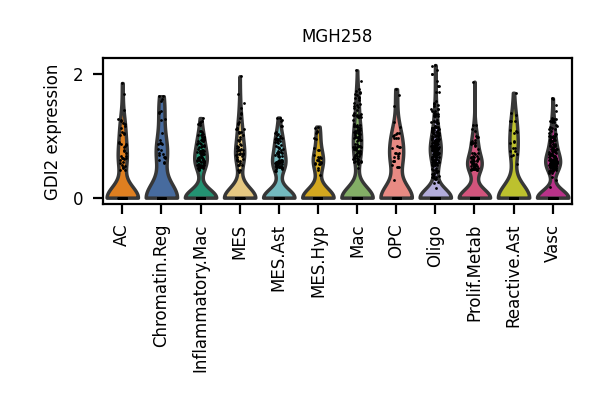 MGH258
GDI2 expression
2
0
AC
Chromatin.Reg
Inflammatory.Mac
MES
MES.Ast
MES.Hyp
Mac
OPC
Oligo
Prolif.Metab
Reactive.Ast
Vasc